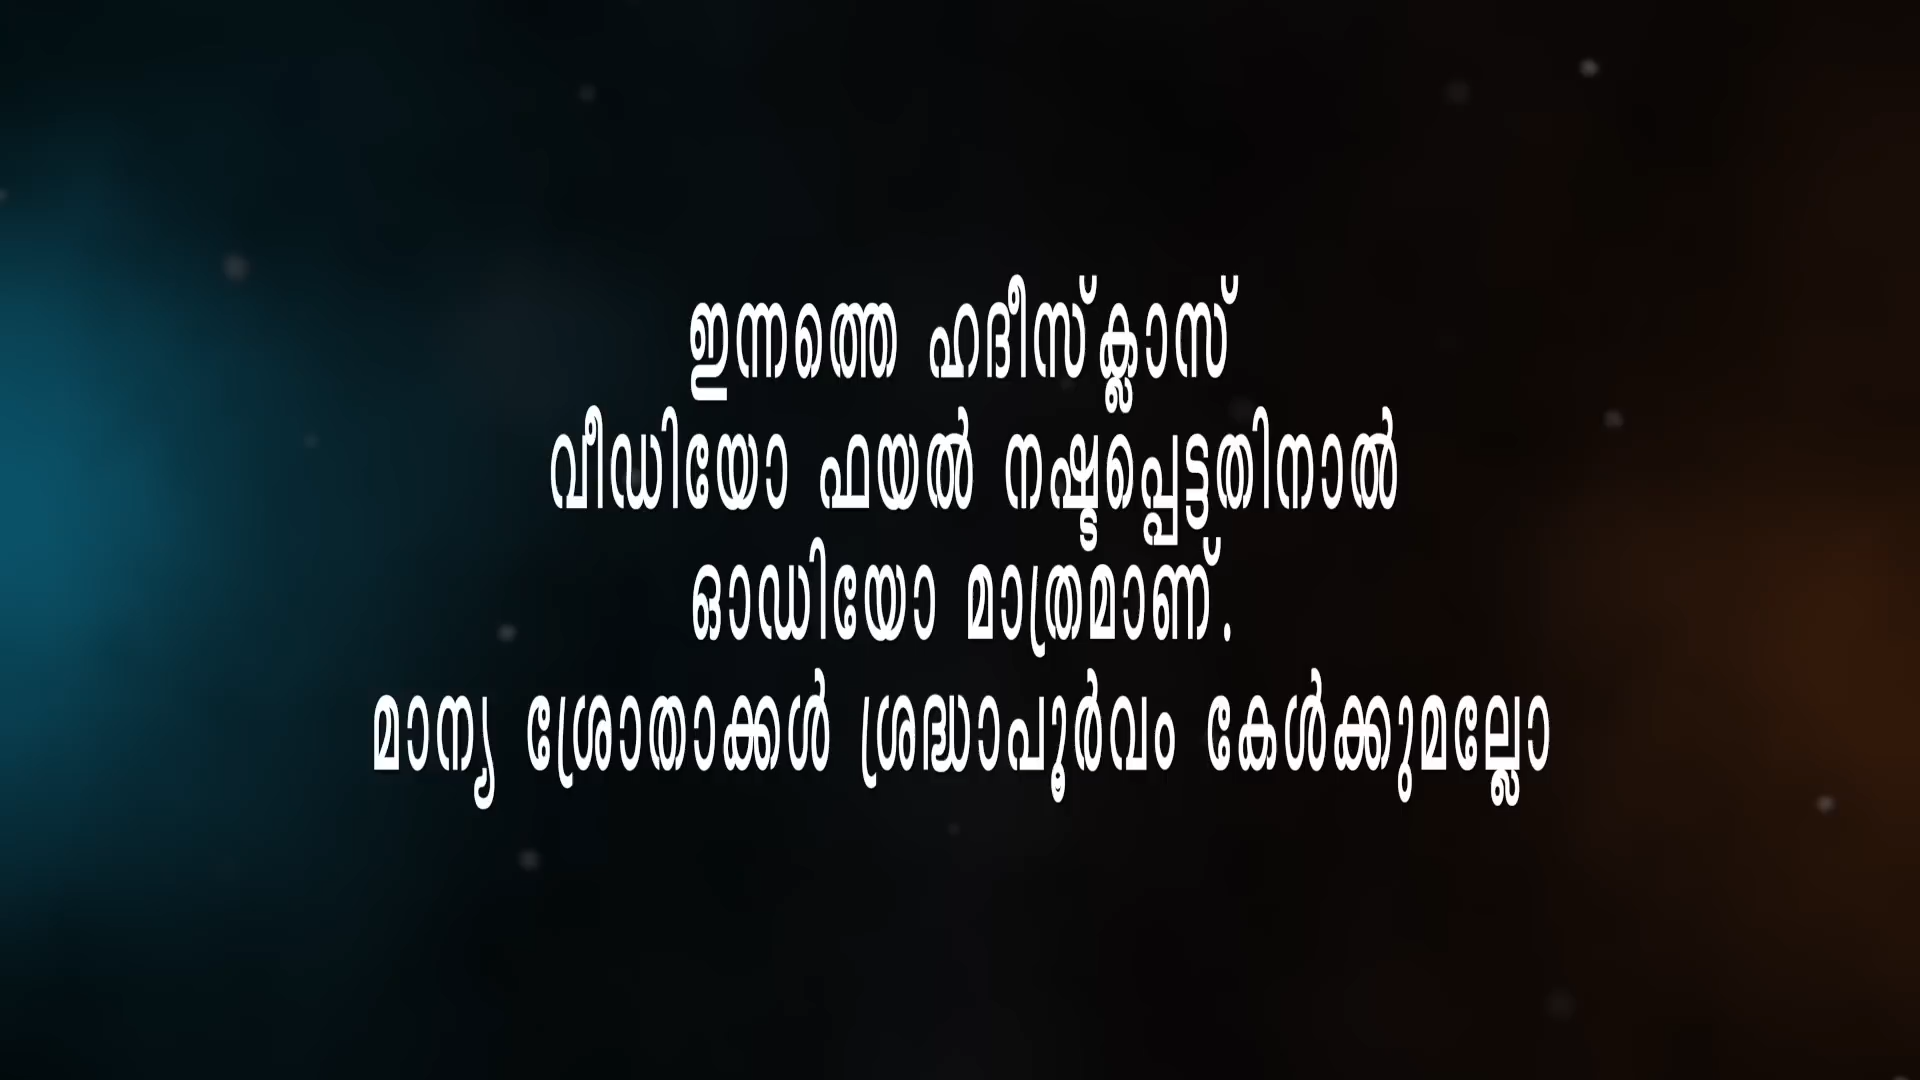 ഇന്നത്തെ ഹദീസ്ക്ലാസ്
വീഡിയോ ഫയൽ നഷ്ടപ്പെട്ടതിനാൽ
ഓഡിയോ മാത്രമാണ്.
മാന്യ ശ്രോതാക്കൾ ശ്രദ്ധാപൂർവം കേൾക്കുമല്ലോ